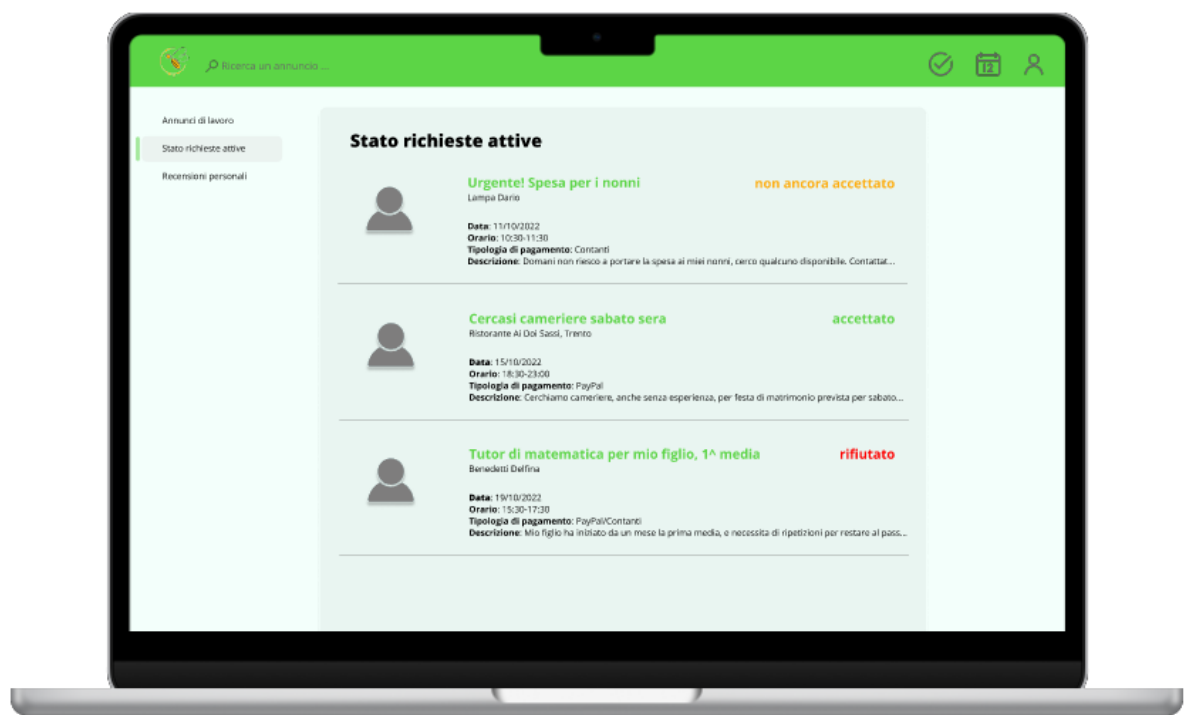 Ricerca un annuncio ...
12
Annunci di lavoro
Stato richieste attive
Recensioni personali
Stato richieste attive
Urgente! Spesa per i nonni
non ancora accettato
Lampa Dario
Data: 11/10/2022
Orario: 10:30-11:30
Tipologia di pagamento: Contanti
Descrizione: Domani non riesco a portare la spesa ai miei nonni, cerco qualcuno disponibile. Contattat...
Cercasi cameriere sabato sera
accettato
Ristorante Ai Doi Sassi, Trento
Data: 15/10/2022
Orario: 18:30-23:00
Tipologia di pagamento: PayPal
Descrizione: Cerchiamo cameriere, anche senza esperienza, per festa di matrimonio prevista per sabato...
Tutor di matematica per mio figlio, 1^ media
rifiutato
Benedetti Delfina
Data: 19/10/2022
Orario: 15:30-17:30
Tipologia di pagamento: PayPal/Contanti
Descrizione: Mio figlio ha iniziato da un mese la prima media, e necessita di ripetizioni per restare al pass...